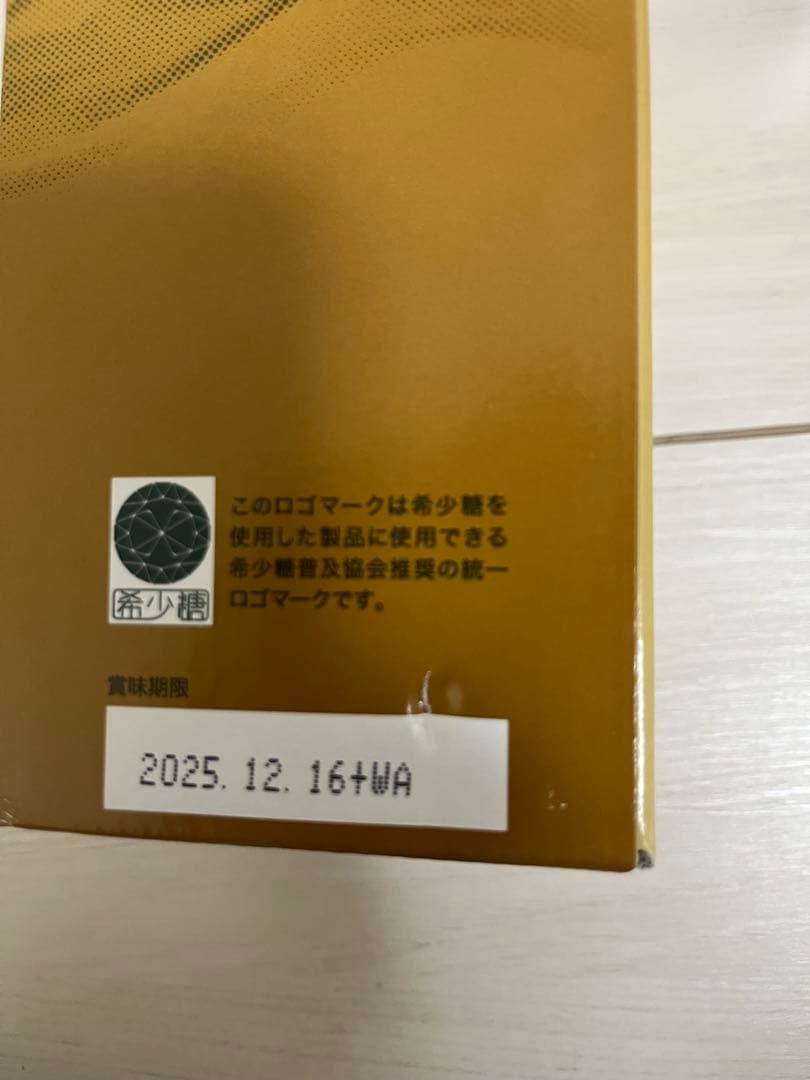 このロゴマークは希少糖を
使用した製品に使用できる
希少糖普及協会推奨の統一
ロゴマークです。
希少糖
賞味期限
2025.12.16+WA